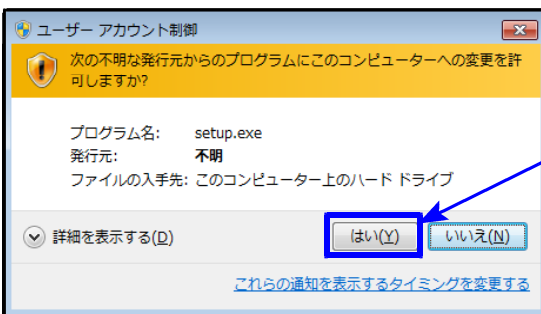 ユーザー アカウント制御
次の不明な発行元からのプログラムにこのコンピューターへの変更を許
可しますか?
プログラム名: setup.exe
発行元: 不明
ファイルの入手先: このコンピューター上のハード ドライブ
詳細を表示する(D) はい(Y) いいえ(N)
これらの通知を表示するタイミングを変更する